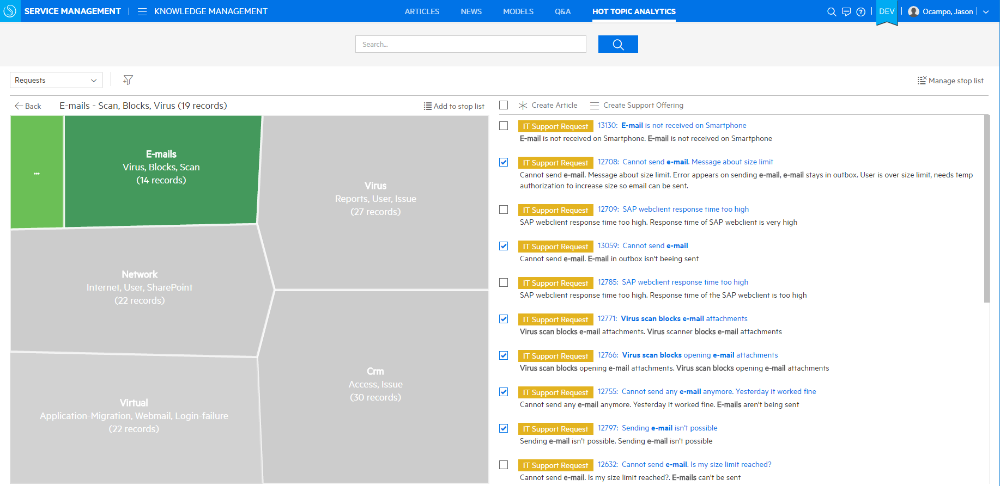 SERVICE MANAGEMENT
KNOWLEDGE MANAGEMENT
ARTICLES
NEWS
MODELS
Q&A
HOT TOPIC ANALYTICS
DEV
Ocampo, Jason
Search...
Requests
Manage stop list
Back
E-mails - Scan, Blocks, Virus (19 records)
Add to stop list
...
E-mails
Virus, Blocks, Scan
(14 records)
Virus
Reports, User, Issue
(27 records)
Network
Internet, User, SharePoint
(22 records)
Crm
Access, Issue
(30 records)
Virtual
Application-Migration, Webmail, Login-failure
(22 records)
Create Article
Create Support Offering
IT Support Request 13130: E-mail is not received on Smartphone
E-mail is not received on Smartphone. E-mail is not received on Smartphone
IT Support Request 12708: Cannot send e-mail. Message about size limit
Cannot send e-mail. Message about size limit. Error appears on sending e-mail, e-mail stays in outbox. User is over size limit, needs temp
authorization to increase size so email can be sent.
IT Support Request 12709: SAP webclient response time too high
SAP webclient response time too high. Response time of SAP webclient is very high
IT Support Request 13059: Cannot send e-mail
Cannot send e-mail. E-mail in outbox isn't beeing sent
IT Support Request 12785: SAP webclient response time too high
SAP webclient response time too high. Response time of the SAP webclient is too high
IT Support Request 12771: Virus scan blocks e-mail attachments
Virus scan blocks e-mail attachments. Virus scanner blocks e-mail attachments
IT Support Request 12766: Virus scan blocks opening e-mail attachments
Virus scan blocks opening e-mail attachments. Virus scan blocks opening e-mail attachments
IT Support Request 12755: Cannot send any e-mail anymore. Yesterday it worked fine
Cannot send any e-mail anymore. Yesterday it worked fine. E-mails aren't being sent
IT Support Request 12797: Sending e-mail isn't possible
Sending e-mail isn't possible. Sending e-mail isn't possible
IT Support Request 12632: Cannot send e-mail. Is my size limit reached?
Cannot send e-mail. Is my size limit reached?. E-mails can't be sent